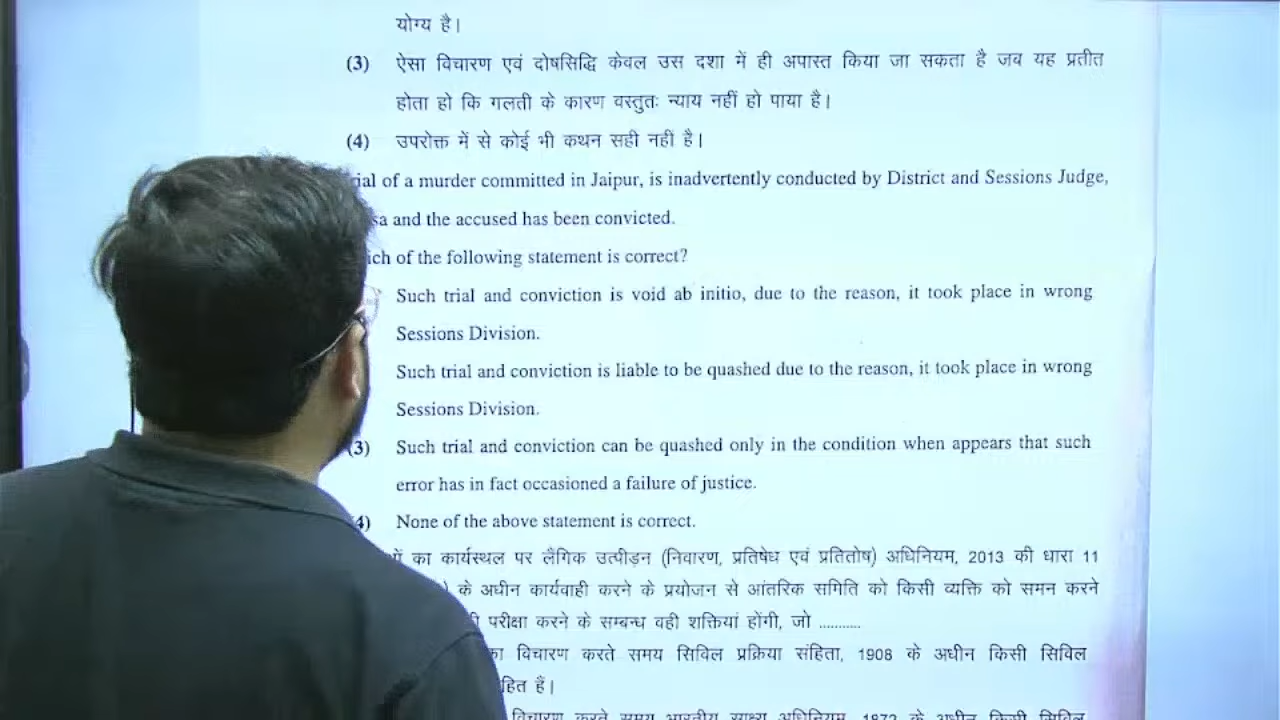 योग्य है।
(3) ऐसा विचारण एवं दोषसिद्धि केवल उस दशा में ही अपास्त किया जा सकता है जब यह प्रतीत
होता हो कि गलती के कारण वस्तुतः न्याय नहीं हो पाया है।
(4) उपरोक्त में से कोई भी कथन सही नहीं है।
of a murder committed in Jaipur, is inadvertently conducted by District and Sessions Judge,
and the accused has been convicted.
of the following statement is correct?
Such trial and conviction is void ab initio, due to the reason, it took place in wrong
Sessions Division.
Such trial and conviction is liable to be quashed due to the reason, it took place in wrong
Sessions Division.
(3) Such trial and conviction can be quashed only in the condition when appears that such
error has in fact occasioned a failure of justice.
4) None of the above statement is correct.
का कार्यस्थल पर लैंगिक उत्पीड़न (निवारण, प्रतिषेध एवं प्रतितोष) अधिनियम, 2013 की धारा 11
के अधीन कार्यवाही करने के प्रयोजन से आंतरिक समिति को किसी व्यक्ति को समन करने
परीक्षा करने के सम्बन्ध वही शक्तियां होंगी, जो ...........
विचारण करते समय सिविल प्रक्रिया संहिता, 1908 के अधीन किसी सिविल
हैं।
विचारण करते समय भारतीय साक्ष्य अधिनियम, 1872 के अधीन किसी सिविल